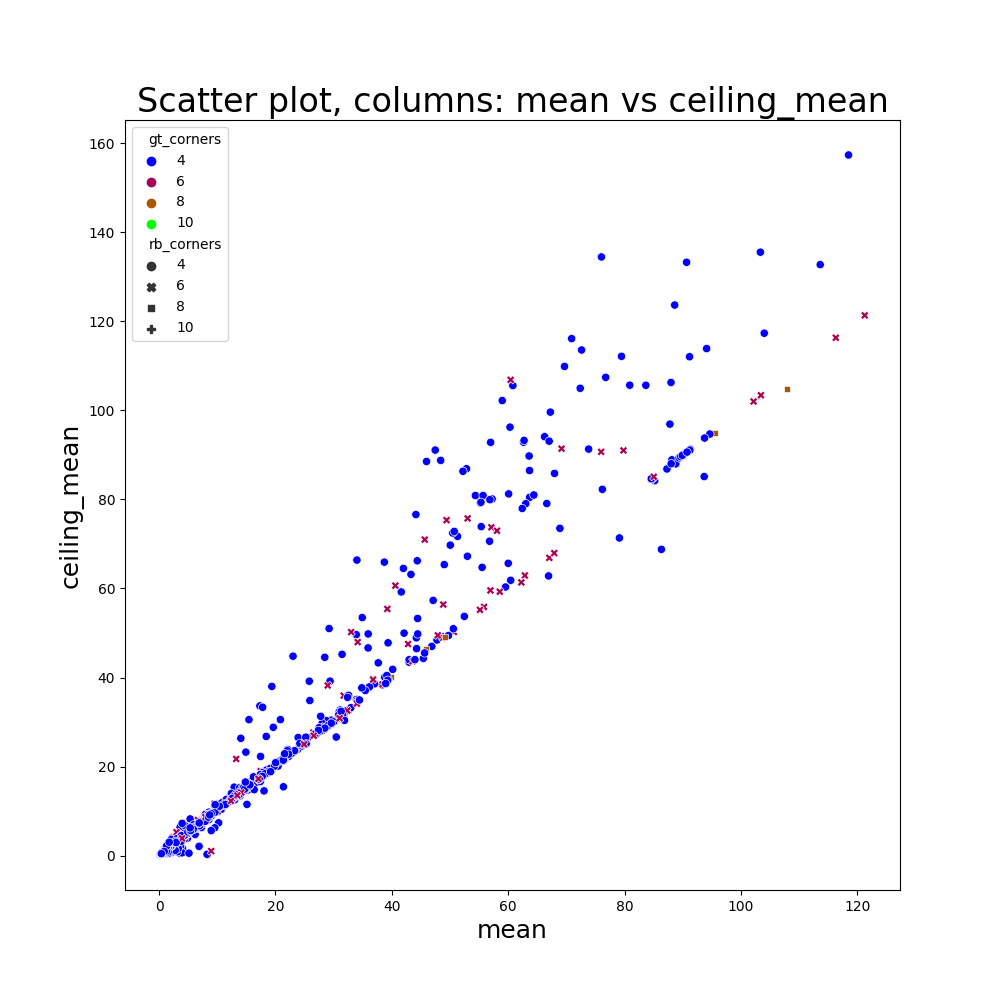 Scatter plot, columns: mean vs ceiling_mean
gt_corners
4
6
8
10
rb_corners
4
6
8
10
160
140
120
100
80
60
40
20
0
ceiling_mean
0 20 40 60 80 100 120
mean